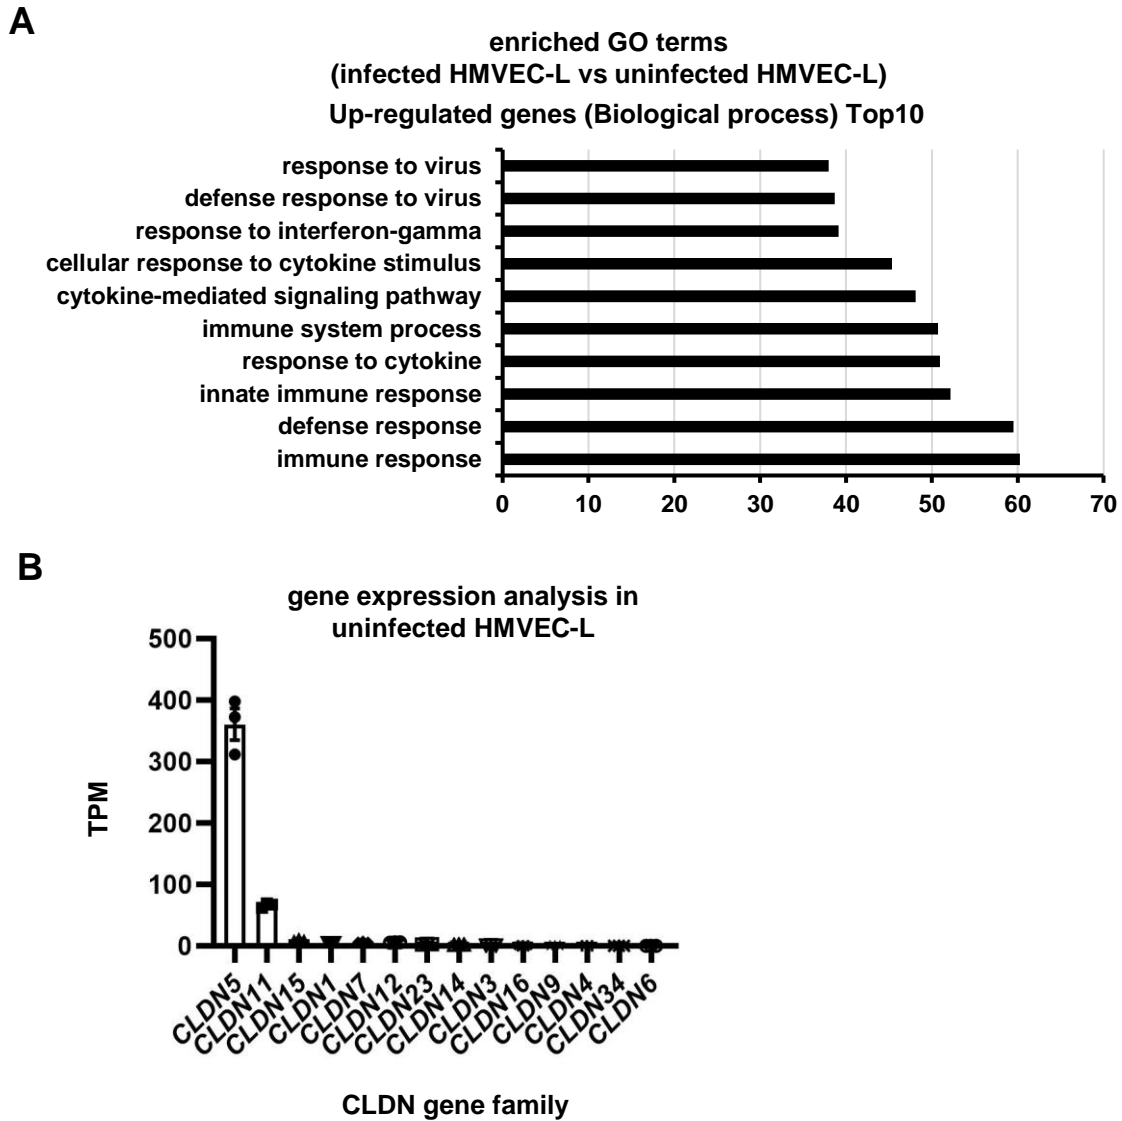 A
enriched GO terms
(infected HMVEC-L vs uninfected HMVEC-L)
Up-regulated genes (Biological process) Top10
response to virus
defense response to virus
response to interferon-gamma
cellular response to cytokine stimulus
cytokine-mediated signaling pathway
immune system process
response to cytokine
innate immune response
defense response
immune response
0 10 20 30 40 50 60 70
B
gene expression analysis in
uninfected HMVEC-L
500
400
300
200
100
0
TPM
CLDN5 CLDN11 CLDN15 CLDN1 CLDN7 CLDN12 CLDN23 CLDN14 CLDN3 CLDN16 CLDN9 CLDN4 CLDN34 CLDN6
CLDN gene family